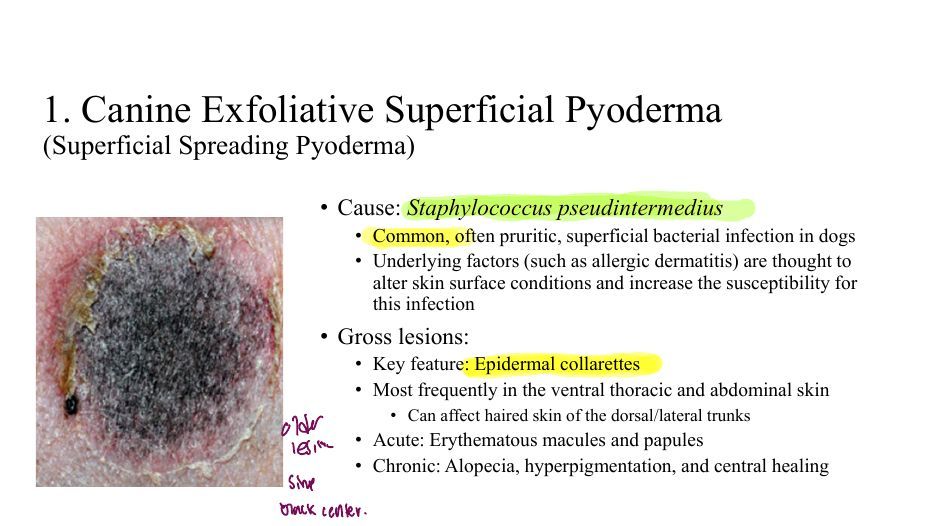 1. Canine Exfoliative Superficial Pyoderma
(Superficial Spreading Pyoderma)
• Cause: Staphylococcus pseudintermedius
• Common, often pruritic, superficial bacterial infection in dogs
• Underlying factors (such as allergic dermatitis) are thought to
alter skin surface conditions and increase the susceptibility for
this infection
• Gross lesions:
• Key feature: Epidermal collarettes
• Most frequently in the ventral thoracic and abdominal skin
• Can affect haired skin of the dorsal/lateral trunks
• Acute: Erythematous macules and papules
• Chronic: Alopecia, hyperpigmentation, and central healing
older
lesion
black center.